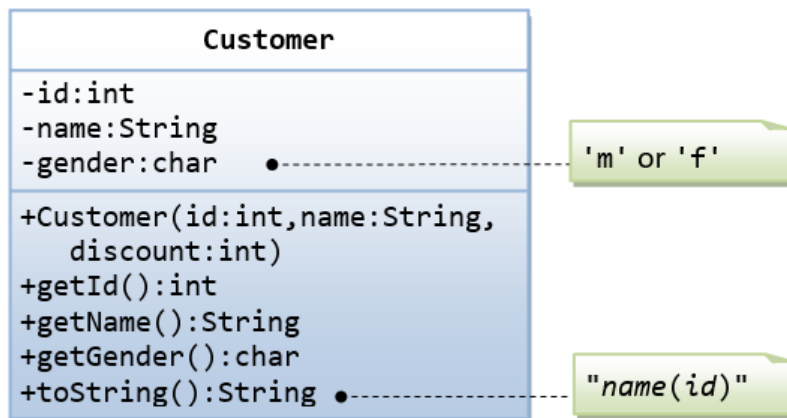 Customer
-id:int
-name:String
-gender:char
'm' or 'f'
+Customer(id:int,name:String,
discount:int)
+getId():int
+getName():String
+getGender():char
+toString():String
"name(id)"